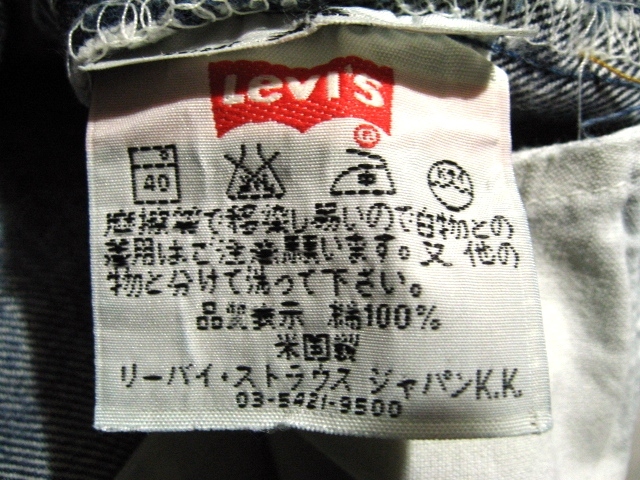 Levi's
®
40
摩擦等で移染し易いので白物との
着用はご注意願います。又 他の
物と分けて洗って下さい。
品質表示 綿100%
米国製
リーバイ・ストラウス ジャパンK.K.
03-5421-9500